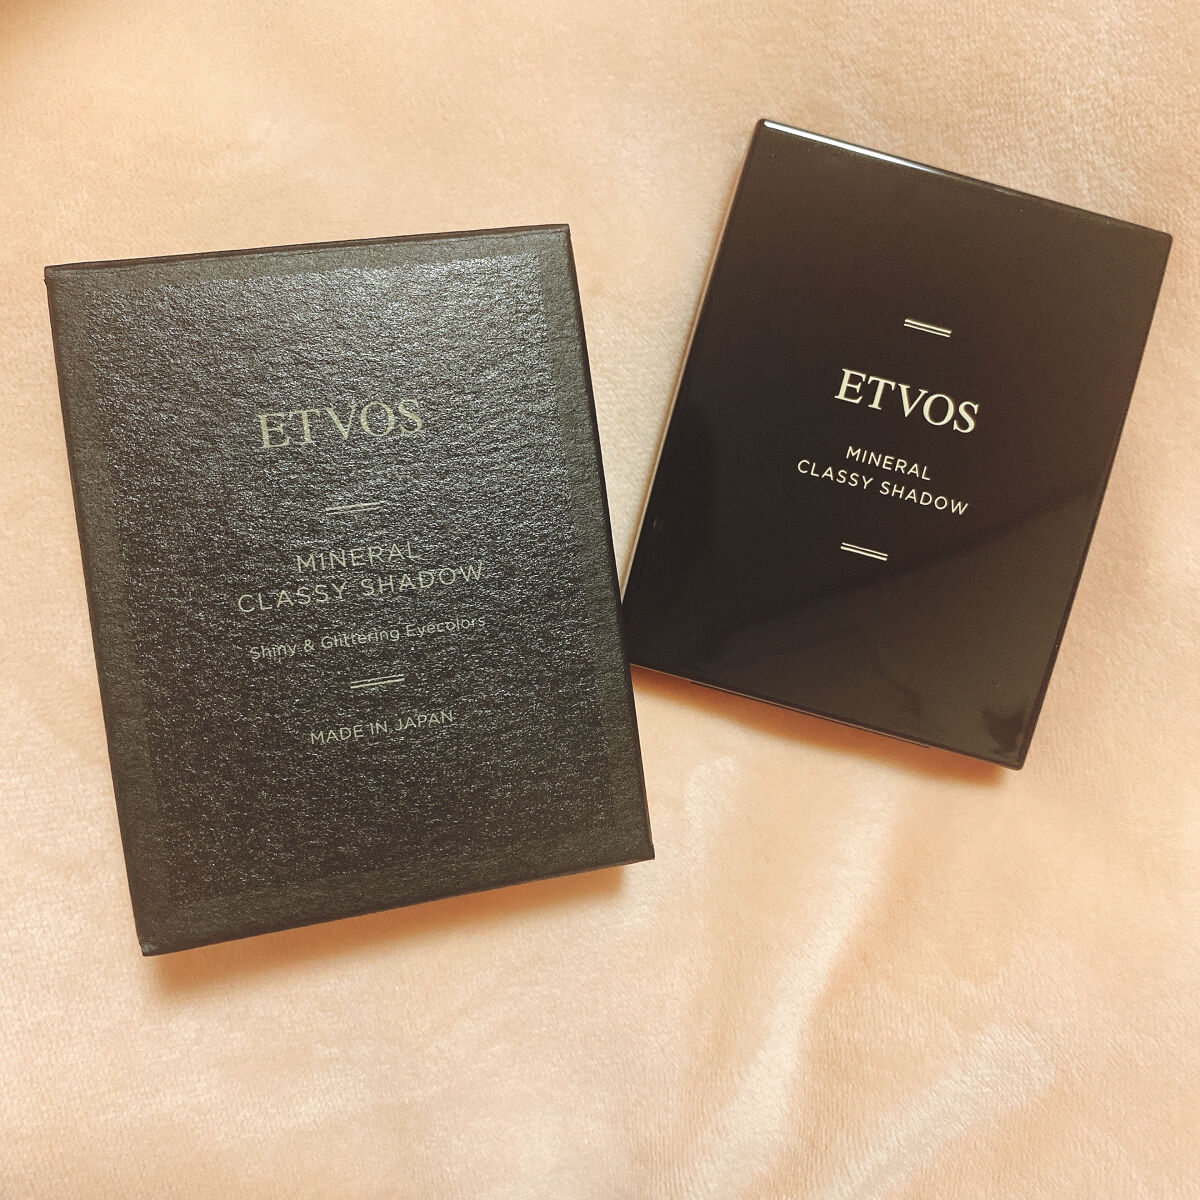 ETVOS
MINERAL
CLASSY SHADOW
Shiny & Glittering Eyecolors
MADE IN JAPAN
ETVOS
MINERAL
CLASSY SHADOW